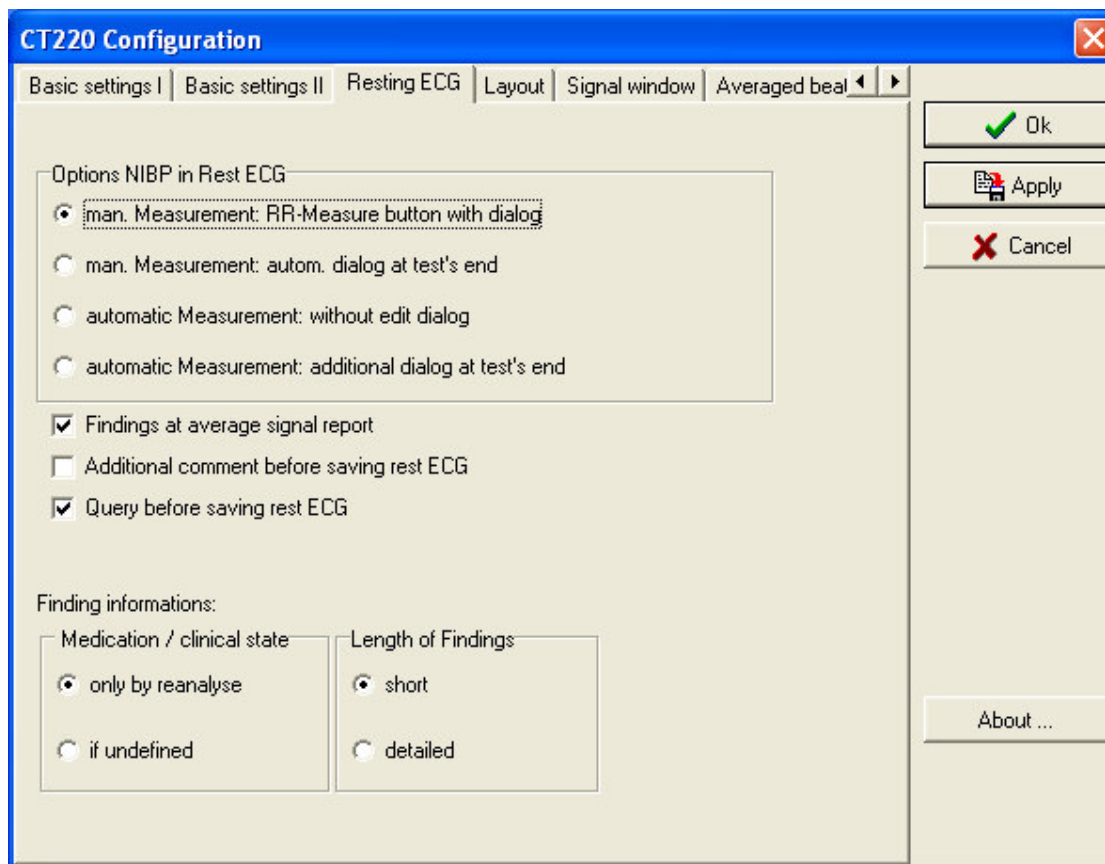 CT220 Configuration
Basic settings I Basic settings II Resting ECG Layout Signal window Averaged bea
Ok
Apply
Cancel
Options NIBP in Rest ECG
man. Measurement: RR-Measure button with dialog
man. Measurement: autom. dialog at test's end
automatic Measurement: without edit dialog
automatic Measurement: additional dialog at test's end
Findings at average signal report
Additional comment before saving rest ECG
Query before saving rest ECG
Finding informations:
Medication / clinical state
only by reanalyse
if undefined
Length of Findings
short
detailed
About ...